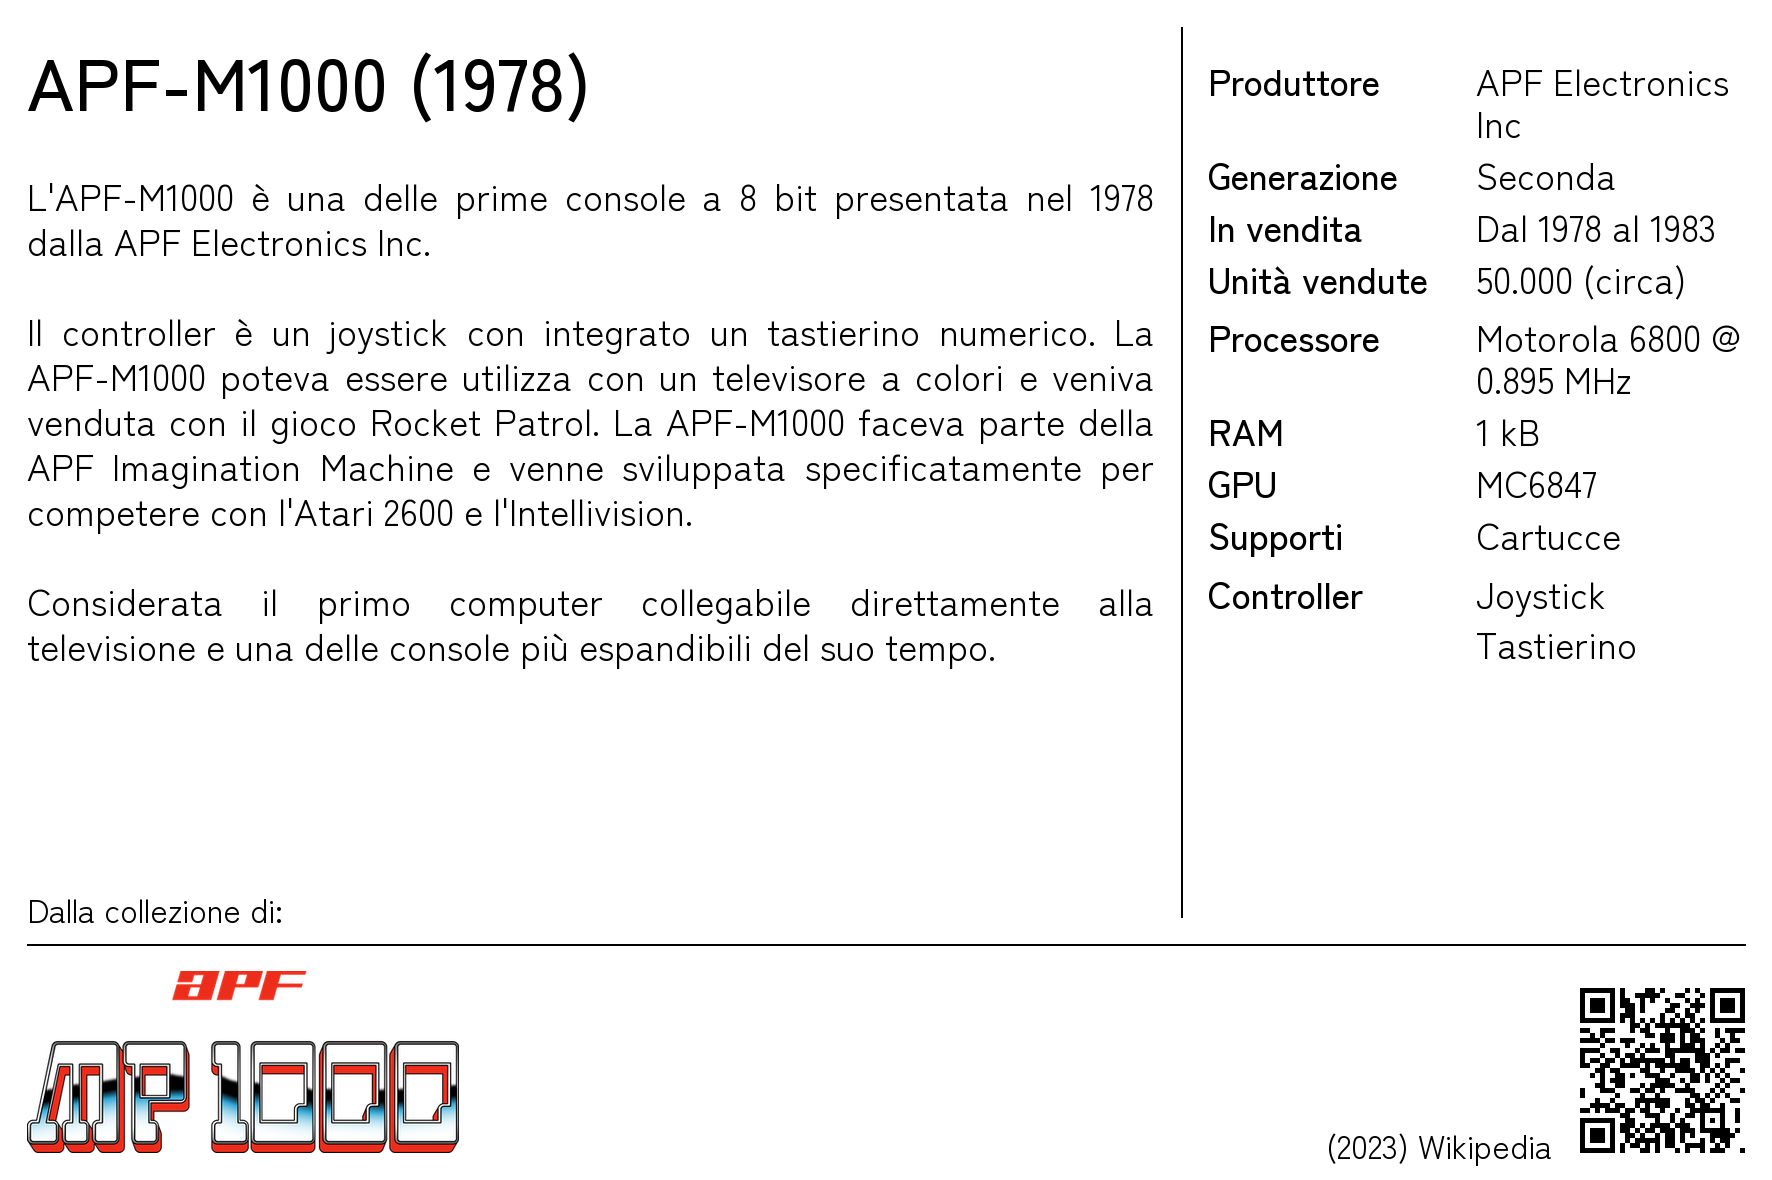 APF-M1000 (1978)
L'APF-M1000 è una delle prime console a 8 bit presentata nel 1978
dalla APF Electronics Inc.
Il controller è un joystick con integrato un tastierino numerico. La
APF-M1000 poteva essere utilizza con un televisore a colori e veniva
venduta con il gioco Rocket Patrol. La APF-M1000 faceva parte della
APF Imagination Machine e venne sviluppata specificatamente per
competere con l'Atari 2600 e l'Intellivision.
Considerata il primo computer collegabile direttamente alla
televisione e una delle console più espandibili del suo tempo.
Dalla collezione di:
Produttore APF Electronics
Inc
Generazione Seconda
In vendita Dal 1978 al 1983
Unità vendute 50.000 (circa)
Processore Motorola 6800 @
0.895 MHz
RAM 1 kB
GPU MC6847
Supporti Cartucce
Controller Joystick
Tastierino
apf
MP 1000
(2023) Wikipedia